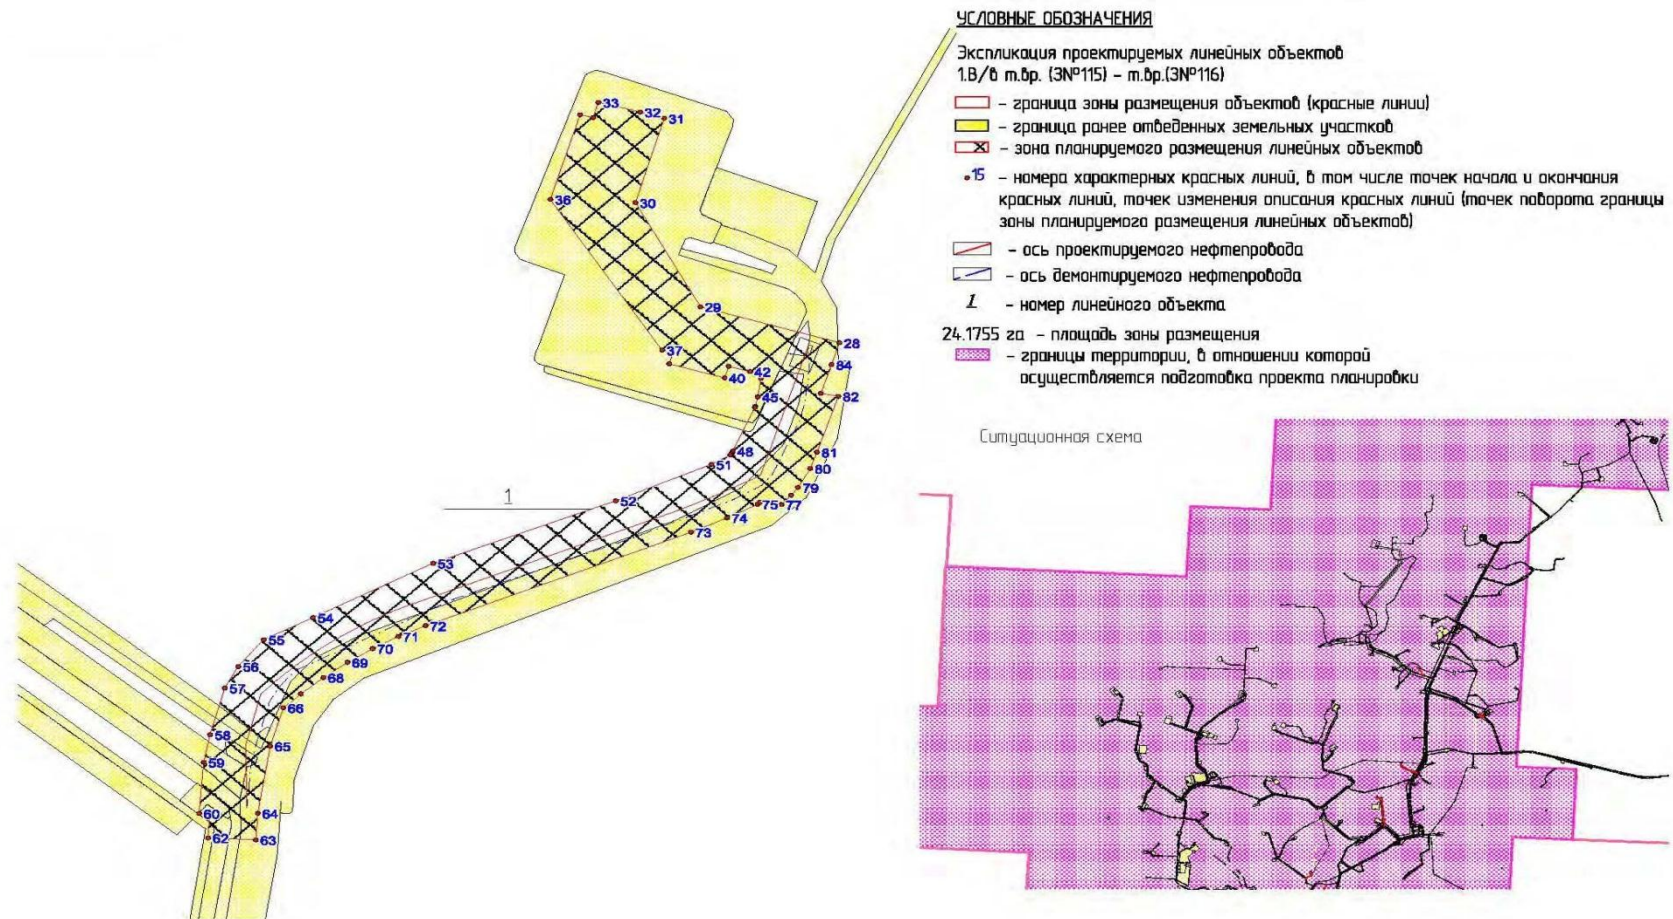 УСЛОВНЫЕ ОБОЗНАЧЕНИЯ
Экспликация проектируемых линейных объектов
1.В/в т.вр. (ЗNº115) - т.вр.(ЗNº116)
- граница зоны размещения объектов (красные линии)
- граница ранее отведенных земельных участков
- зона планируемого размещения линейных объектов
15 - номера характерных красных линий, в том числе точек начала и окончания
красных линий, точек изменения описания красных линий (точек поворота границы
зоны планируемого размещения линейных объектов)
- ось проектируемого нефтепровода
- ось демонтируемого нефтепровода
1 - номер линейного объекта
24.1755 га - площадь зоны размещения
- границы территории, в отношении которой
осуществляется подготовка проекта планировки
Ситуационная схема
33
32
31
36
30
29
28
37
84
42
40
82
45
48
81
51
80
79
1
52
75
77
74
73
53
54
72
55
71
70
56
69
68
57
66
58
65
59
60
64
62
63